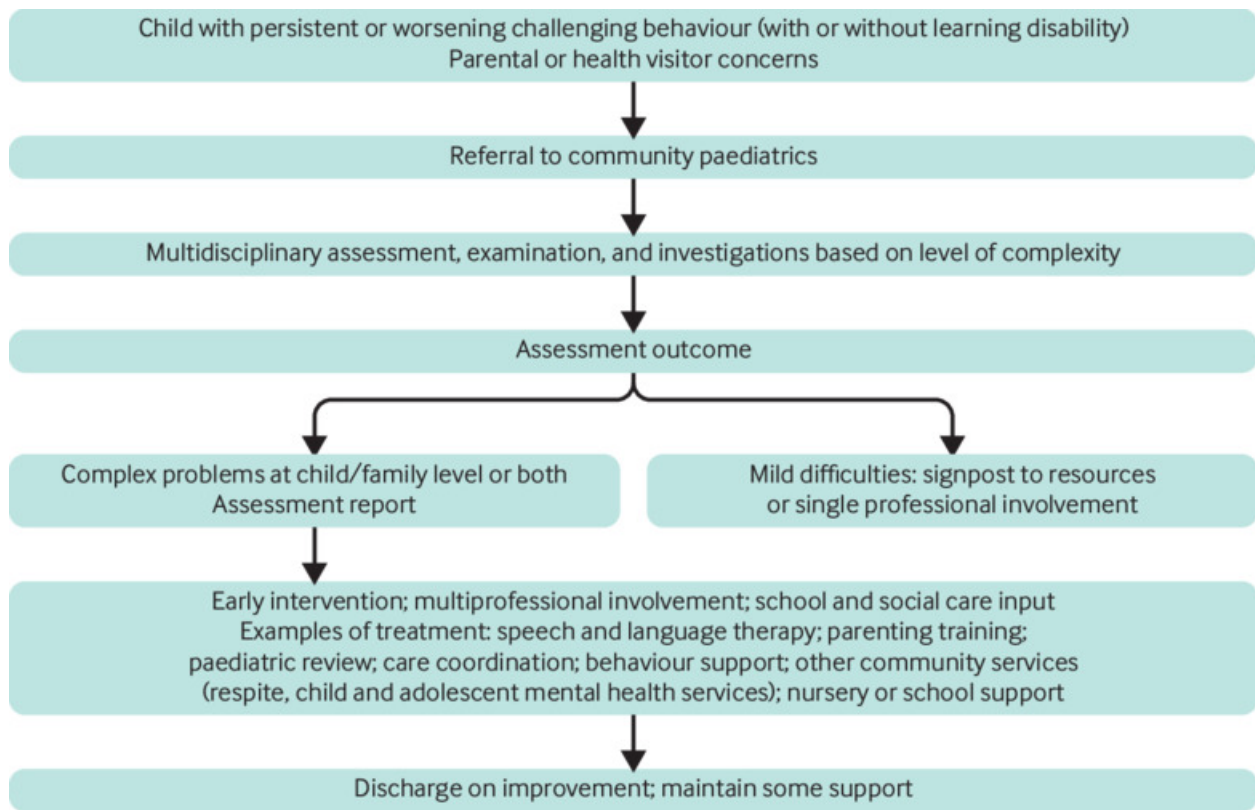 Child with persistent or worsening challenging behaviour (with or without learning disability)
Parental or health visitor concerns
Referral to community paediatrics
Multidisciplinary assessment, examination, and investigations based on level of complexity
Assessment outcome
Complex problems at child/family level or both
Assessment report
Mild difficulties: signpost to resources
or single professional involvement
Early intervention; multiprofessional involvement; school and social care input
Examples of treatment: speech and language therapy; parenting training;
paediatric review; care coordination; behaviour support; other community services
(respite, child and adolescent mental health services); nursery or school support
Discharge on improvement; maintain some support